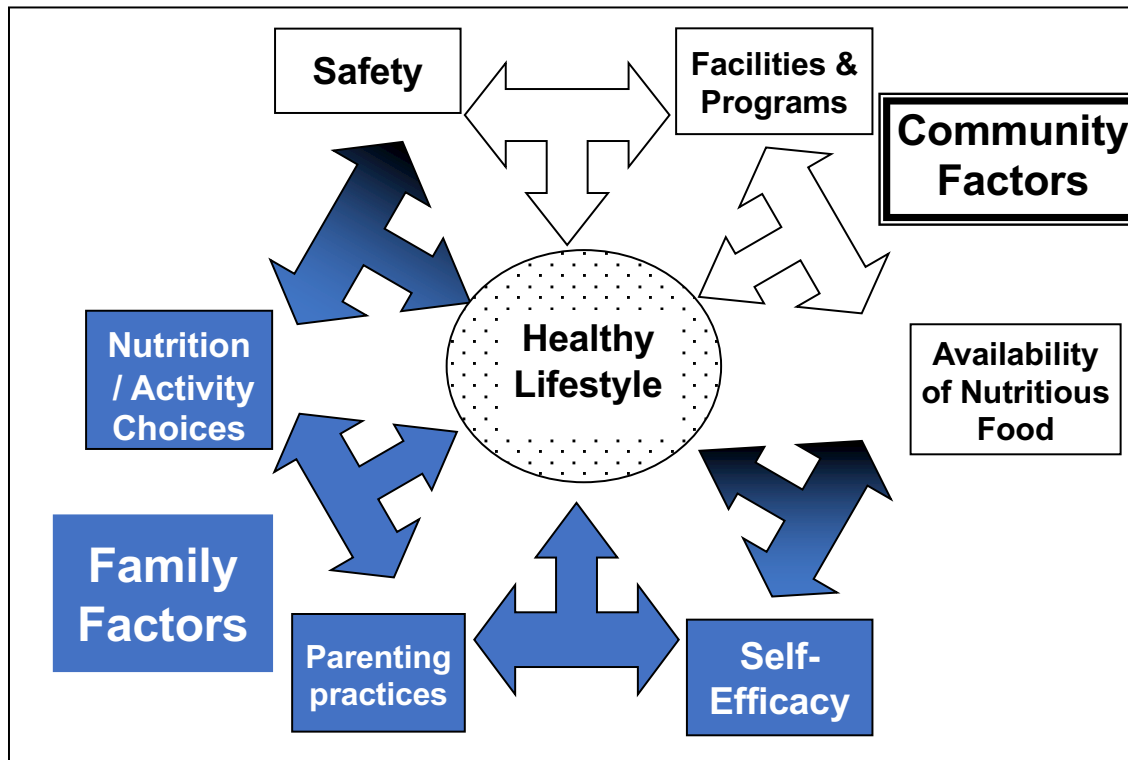 Safety
Facilities &
Programs
Community
Factors
Healthy
Lifestyle
Nutrition
/ Activity
Choices
Availability
of Nutritious
Food
Family
Factors
Parenting
practices
Self-
Efficacy